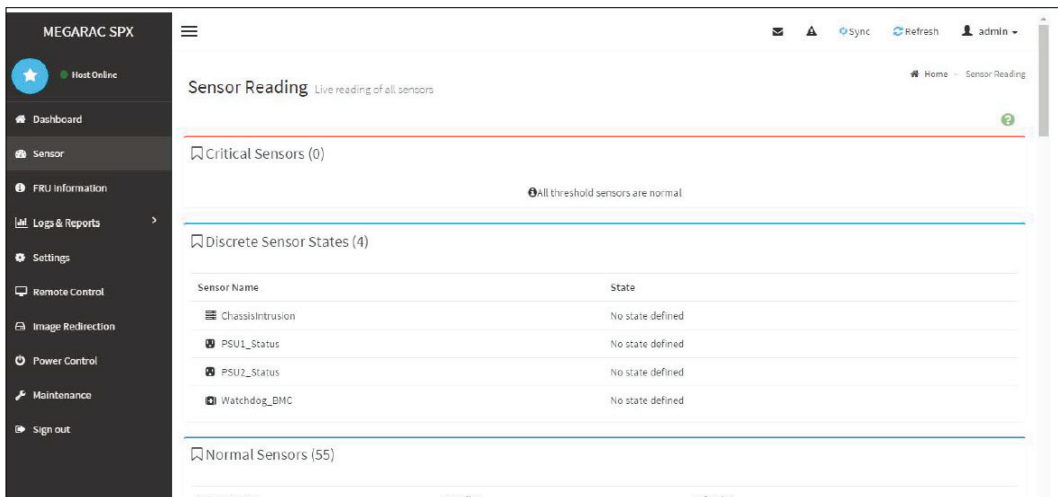 MEGARAC SPX
Sync Refresh admin
Host Online
Sensor Reading Live reading of all sensors
Home - Sensor Reading
Dashboard
Sensor
FRU Information
Logs & Reports
Settings
Remote Control
Image Redirection
Power Control
Maintenance
Sign out
Critical Sensors (0)
All threshold sensors are normal
Discrete Sensor States (4)
Sensor Name State
ChassisIntrusion No state defined
PSU1_Status No state defined
PSU2_Status No state defined
Watchdog_BMC No state defined
Normal Sensors (55)